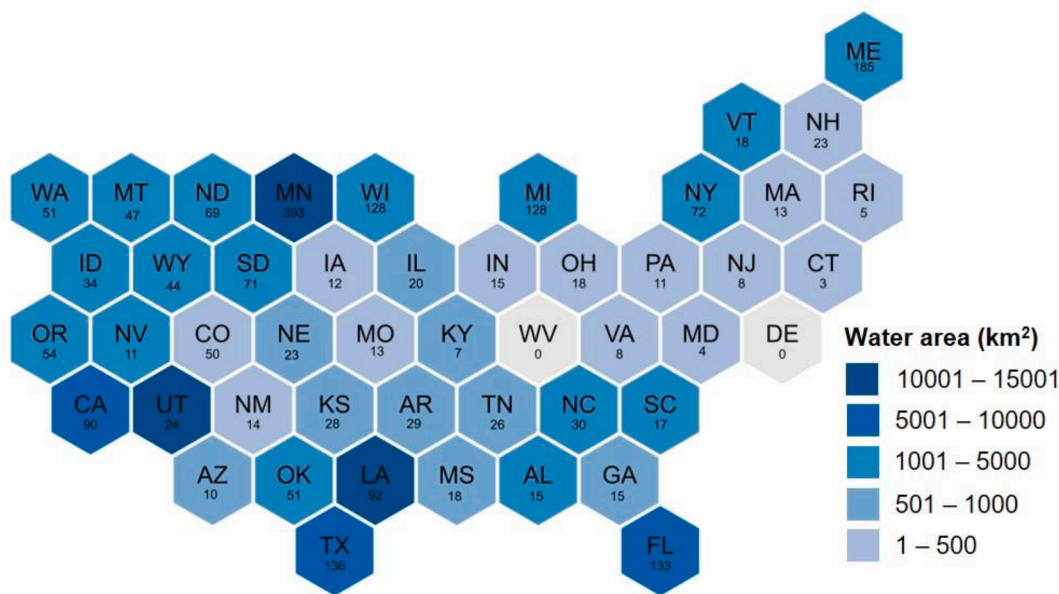 ME
185
VT
18
NH
23
WA
51
MT
47
ND
69
MN
393
WI
128
MI
128
NY
72
MA
13
RI
5
ID
34
WY
44
SD
71
IA
12
IL
20
IN
15
OH
18
PA
11
NJ
8
CT
3
OR
54
NV
11
CO
50
NE
23
MO
13
KY
7
WV
0
VA
8
MD
4
DE
0
CA
90
UT
24
NM
14
KS
28
AR
29
TN
26
NC
30
SC
17
AZ
10
OK
51
LA
92
MS
18
AL
15
GA
15
TX
136
FL
133
Water area (km²)
10001 – 15001
5001 – 10000
1001 – 5000
501 – 1000
1 – 500